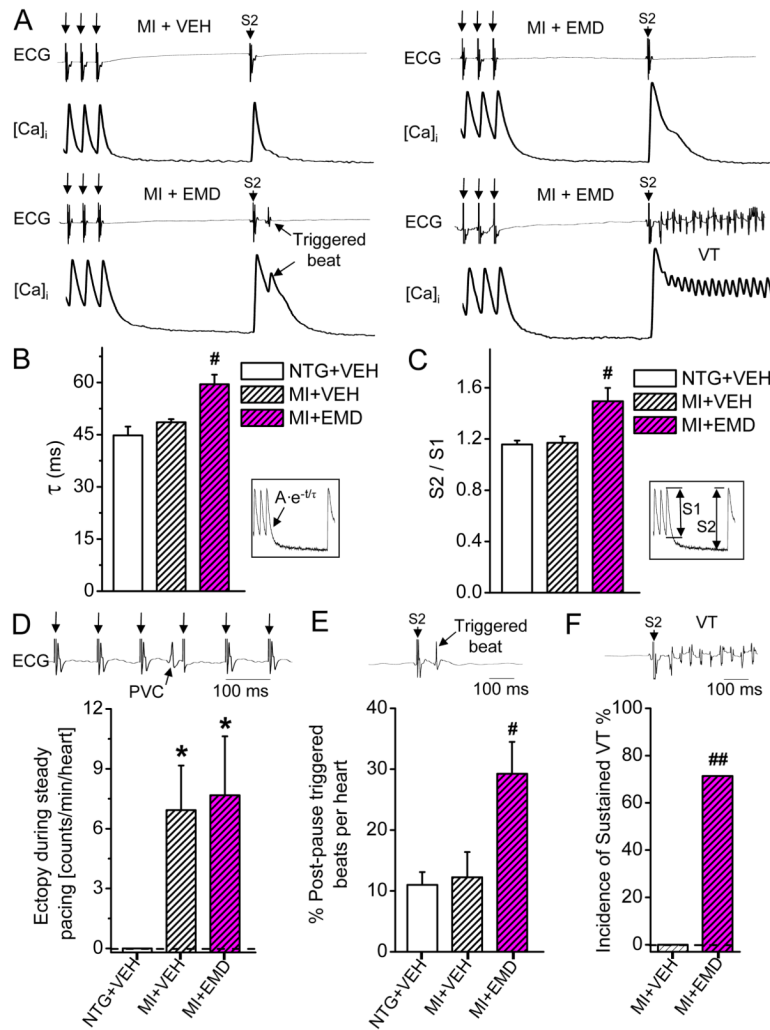 A
MI + VEH
S2
ECG
[Ca]i
MI + EMD
S2
ECG
[Ca]i
MI + EMD
S2
ECG
Triggered
beat
[Ca]i
MI + EMD
S2
ECG
VT
[Ca]i
B
#
60
45
30
15
0
τ (ms)
NTG+VEH
MI+VEH
MI+EMD
A·e-t/τ
C
#
1.6
1.2
0.8
0.4
0.0
S2 / S1
NTG+VEH
MI+VEH
MI+EMD
S1
S2
D
ECG
PVC
100 ms
12
9
6
3
0
Ectopy during steady
pacing [counts/min/heart]
*
*
NTG+VEH
MI+VEH
MI+EMD
E
S2
Triggered
beat
100 ms
40
30
20
10
0
% Post-pause triggered
beats per heart
#
NTG+VEH
MI+VEH
MI+EMD
F
S2
VT
100 ms
100
80
60
40
20
0
Incidence of Sustained VT %
##
MI+VEH
MI+EMD